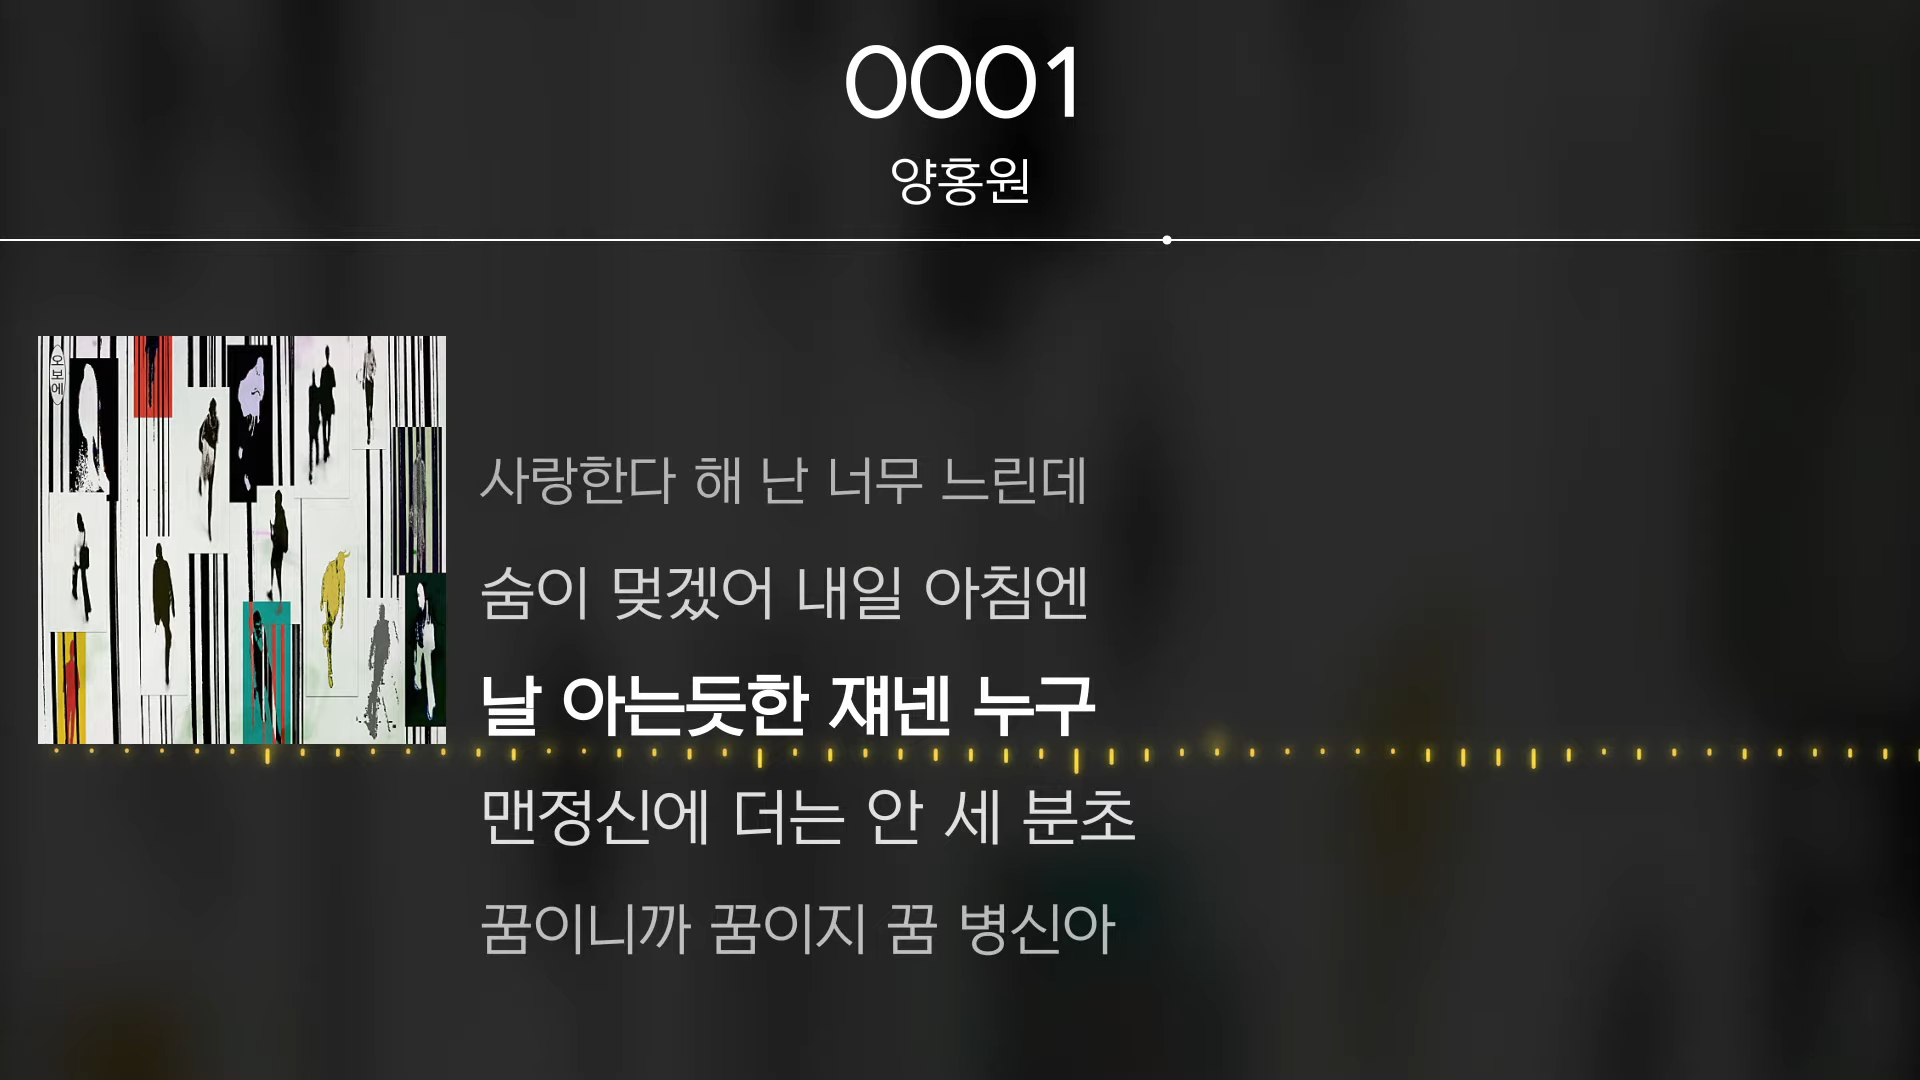 0001
양홍원
오보에
사랑한다 해 난 너무 느린데
숨이 멎겠어 내일 아침엔
날 아는듯한 쟤넨 누구
맨정신에 더는 안 세 분초
꿈이니까 꿈이지 꿈 병신아